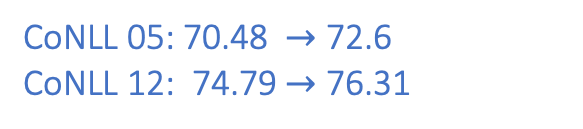 CoNLL 05: 70.48 → 72.6
CoNLL 12: 74.79 → 76.31